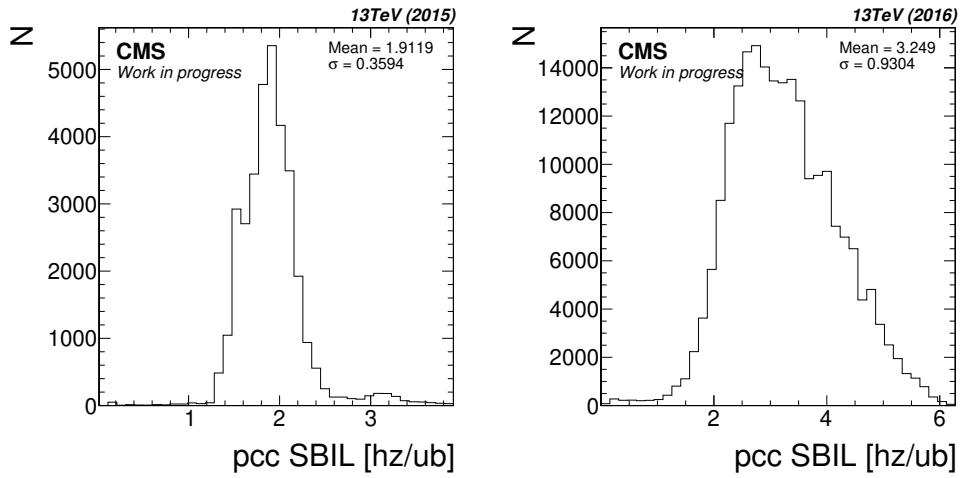 13TeV (2015)
N
CMS
Work in progress
Mean = 1.9119
σ = 0.3594
5000
4000
3000
2000
1000
0
1
2
3
pcc SBIL [hz/ub]
13TeV (2016)
N
CMS
Work in progress
Mean = 3.249
σ = 0.9304
14000
12000
10000
8000
6000
4000
2000
0
2
4
6
pcc SBIL [hz/ub]